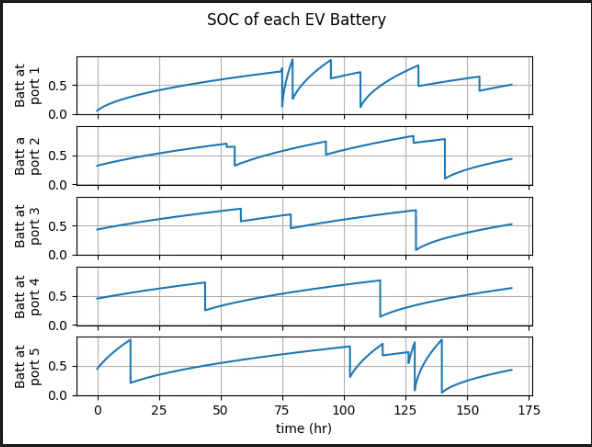 SOC of each EV Battery
Batt at
port 1
0.5
0.0
Batt a
port 2
0.5
0.0
Batt at
port 3
0.5
0.0
Batt at
port 4
0.5
0.0
Batt at
port 5
0.5
0.0
0 25 50 75 100 125 150 175
time (hr)